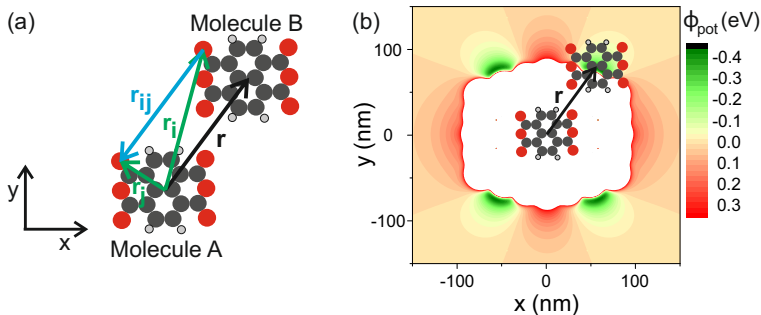 (a)
Molecule B
r_ij
r_i
r
r_j
y
x
Molecule A
(b)
ϕ_pot (eV)
100
0
-100
y (nm)
r
-100
0
100
x (nm)
-0.4
-0.3
-0.2
-0.1
0.0
0.1
0.2
0.3